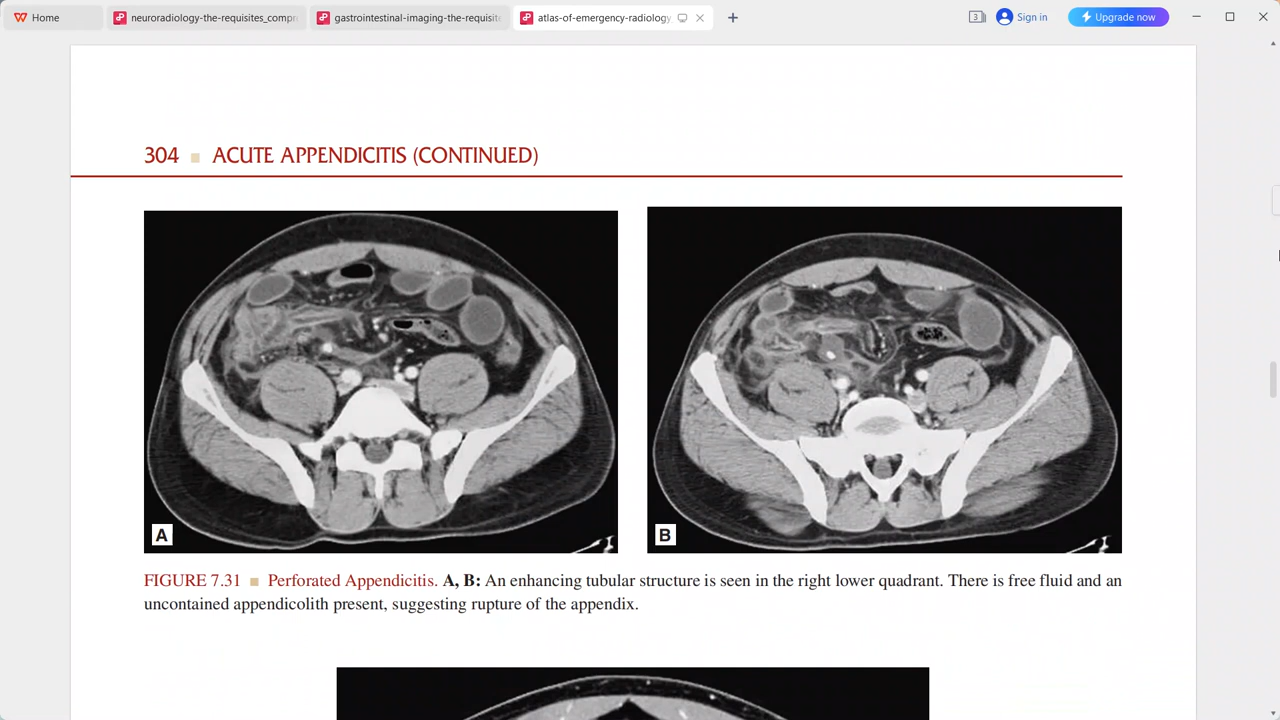 Home
neuroradiology-the-requisites_compr
gastrointestinal-imaging-the-requisite
atlas-of-emergency-radiology
3
Sign in
Upgrade now
304 ■ ACUTE APPENDICITIS (CONTINUED)
A
B
FIGURE 7.31 ■ Perforated Appendicitis. A, B: An enhancing tubular structure is seen in the right lower quadrant. There is free fluid and an
uncontained appendicolith present, suggesting rupture of the appendix.